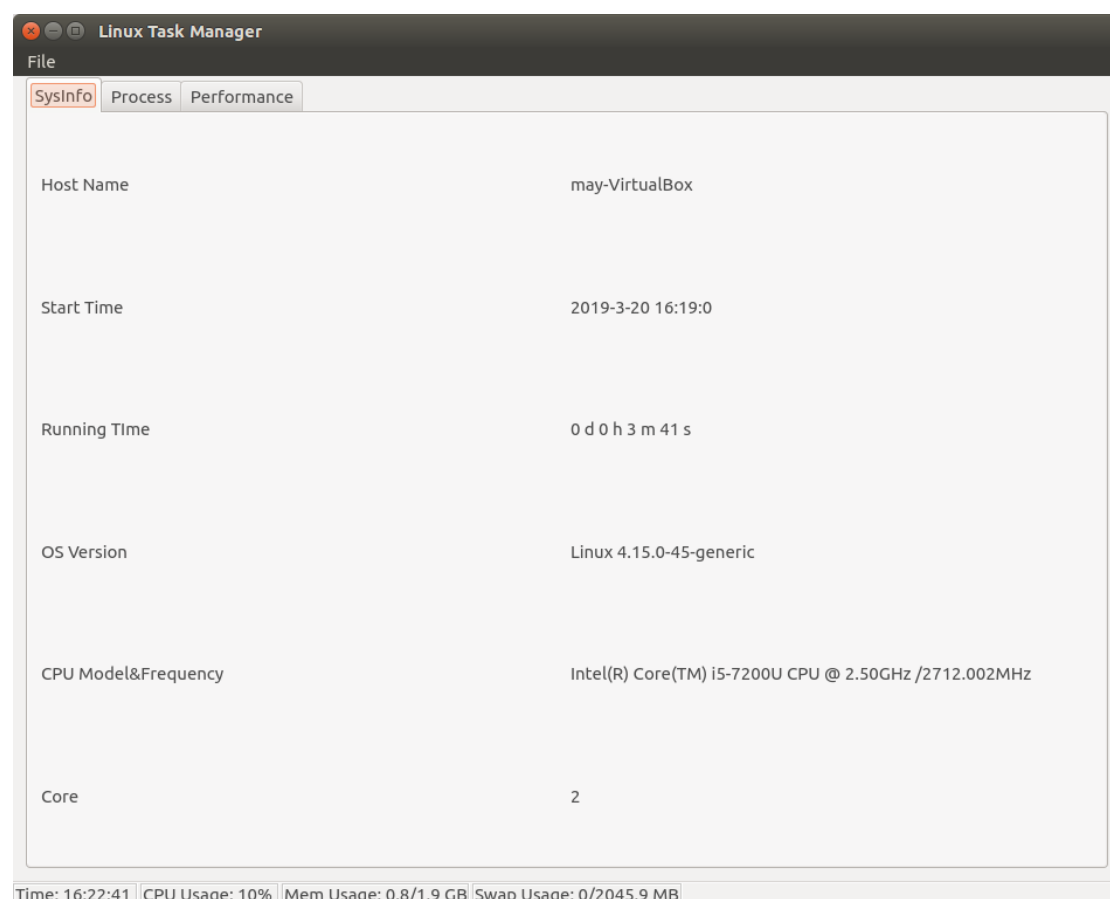 Linux Task Manager
File
SysInfo Process Performance
Host Name may-VirtualBox
Start Time 2019-3-20 16:19:0
Running TIme 0 d 0 h 3 m 41 s
OS Version Linux 4.15.0-45-generic
CPU Model&Frequency Intel(R) Core(TM) i5-7200U CPU @ 2.50GHz /2712.002MHz
Core 2
Time: 16:22:41 CPU Usage: 10% Mem Usage: 0.8/1.9 GB Swap Usage: 0/2045.9 MB